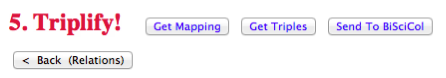 5. Triplify! Get Mapping Get Triples Send To BiSciCol
< Back (Relations)